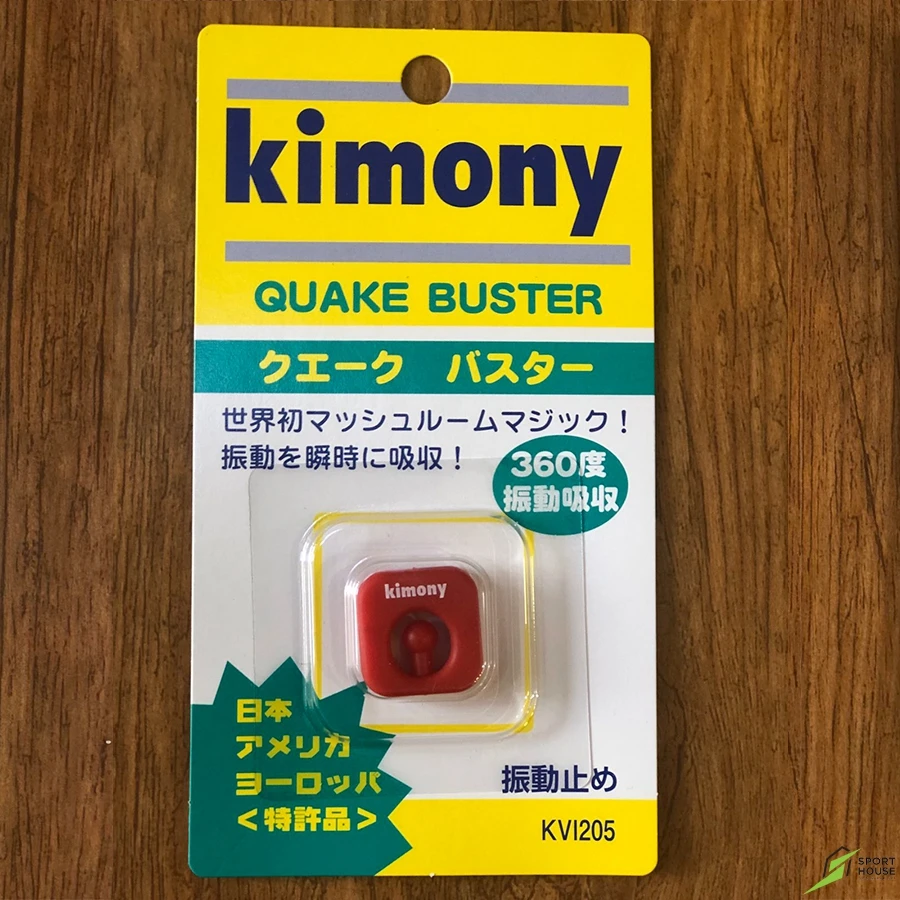 kimony
QUAKE BUSTER
クエーク バスター
世界初マッシュルームマジック！
振動を瞬時に吸収！
360度
振動吸収
kimony
日本
アメリカ
ヨーロッパ
＜特許品＞
振動止め
KVI205
SPORT
HOUSE